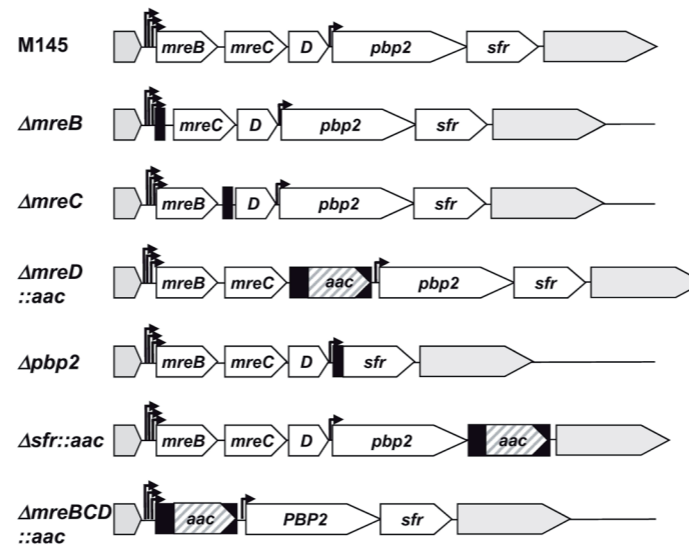 M145 mreB mreC D pbp2 sfr
ΔmreB mreC D pbp2 sfr
ΔmreC mreB D pbp2 sfr
ΔmreD mreB mreC aac pbp2 sfr
::aac
Δpbp2 mreB mreC D sfr
Δsfr::aac mreB mreC D pbp2 aac
ΔmreBCD aac PBP2 sfr
::aac